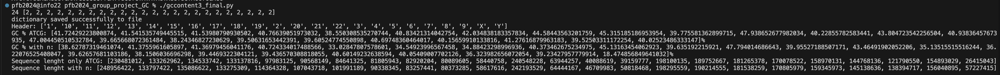 pfb2024@info22 pfb2024_group_project_GC % ./gccontent3_final.py
24 [2, 2, 2, 2, 2, 2, 2, 2, 2, 2, 2, 2, 2, 2, 2, 2, 2, 2, 2, 2, 2, 2, 2, 2]
dictionary saved successfully to file
Header: ['1', '10', '11', '12', '13', '14', '15', '16', '17', '18', '19', '2', '20', '21', '22', '3', '4', '5', '6', '7', '8', '9', 'X', 'Y']
GC % ATCG: [41.72429223800874, 41.541535749445515, 41.53980790930502, 40.76639051973032, 38.550308535270744, 40.83421314042754, 42.034838183357834, 44.58443563201759, 45.315185186953954, 39.775581362899715, 47.938652677982034, 40.22855782583441, 43.804723542256504, 40.93836457673
935, 47.004450510532784, 39.665668072361484, 38.24346827230629, 39.50631653442391, 39.60524774550898, 40.69748360464017, 40.15659910133816, 41.27616879963183, 39.52503311172254, 40.02523486333147]%
GC % with n: [38.62787319461074, 41.3755961605897, 41.36979456041176, 40.724334017488566, 33.02847807578601, 34.54923996567458, 34.88423298996936, 40.373462675234975, 45.13163454062923, 39.635192215921, 47.794014686643, 39.95527188507171, 43.46491902052206, 35.13515515516244, 36.
22076525408047, 39.62657681103186, 38.1506036696298, 39.4469322304121, 39.436570308818055, 40.60149232638594, 40.05409007702126, 36.323982656072054, 39.23427957779914, 18.474856849641032]%
Sequence lenght only ATCG: [230481012, 133262962, 134533742, 133137816, 97983125, 90568149, 84641325, 81805943, 82920204, 80089605, 58440758, 240548228, 63944257, 40088619, 39159777, 198100135, 189752667, 181265378, 170078522, 158970131, 144768136, 121790550, 154893029, 26415043]
Sequence lenght with n: [248956422, 133797422, 135086622, 133275309, 114364328, 107043718, 101991189, 90338345, 83257441, 80373285, 58617616, 242193529, 64444167, 46709983, 50818468, 198295559, 190214555, 181538259, 170805979, 159345973, 145138636, 138394717, 156040895, 57227415]